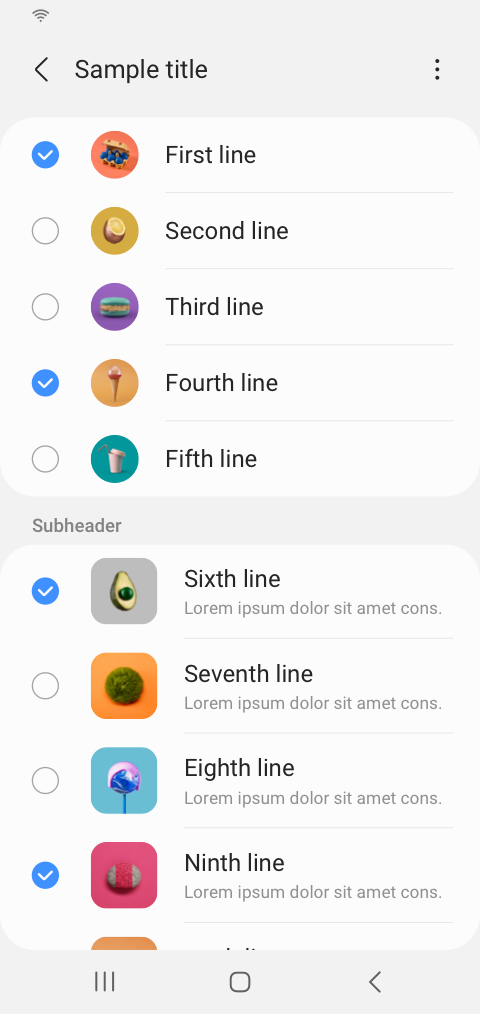 Sample title
First line
Second line
Third line
Fourth line
Fifth line
Subheader
Sixth line
Lorem ipsum dolor sit amet cons.
Seventh line
Lorem ipsum dolor sit amet cons.
Eighth line
Lorem ipsum dolor sit amet cons.
Ninth line
Lorem ipsum dolor sit amet cons.